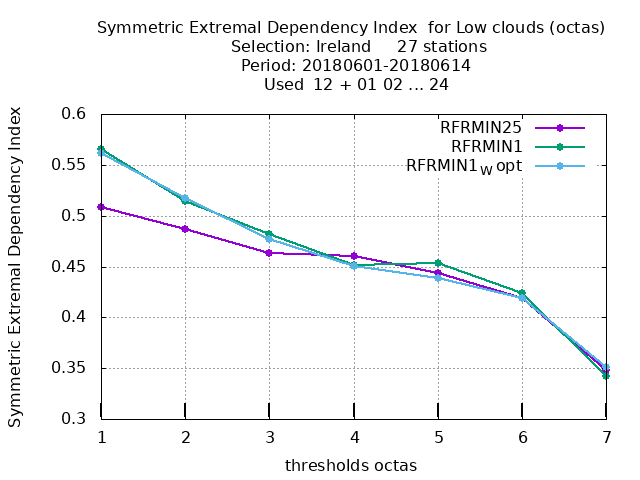 Symmetric Extremal Dependency Index  for Low clouds (octas)
Selection: Ireland     27 stations
Period: 20180601-20180614
Used  12 + 01 02 ... 24
Symmetric Extremal Dependency Index
0.6
0.55
0.5
0.45
0.4
0.35
0.3
RFRMIN25
RFRMIN1
RFRMIN1W opt
1 2 3 4 5 6 7
thresholds octas